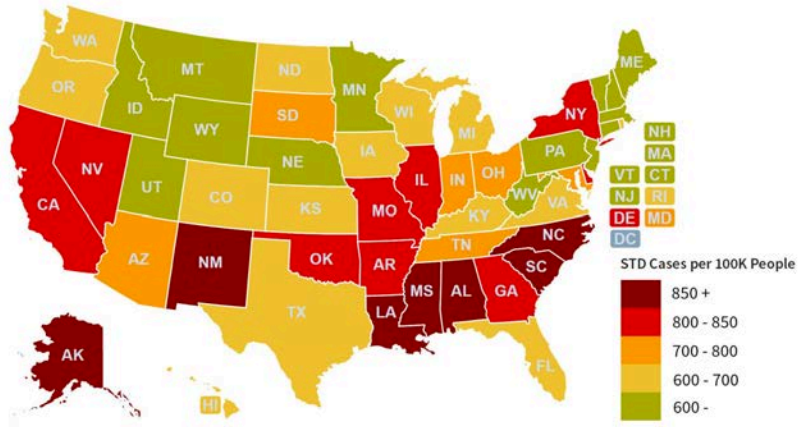 WA
MT
ND
MN
ME
OR
ID
SD
WI
NY
WY
MI
NH
IA
PA
MA
NE
NV
UT
IL
IN
OH
VT CT
CO
WV
NJ RI
CA
KS
MO
VA
KY
DE MD
NC
DC
AZ
NM
OK
TN
AR
SC
STD Cases per 100K People
MS
AL
GA
850 +
TX
LA
800 - 850
AK
700 - 800
FL
600 - 700
HI
600 -